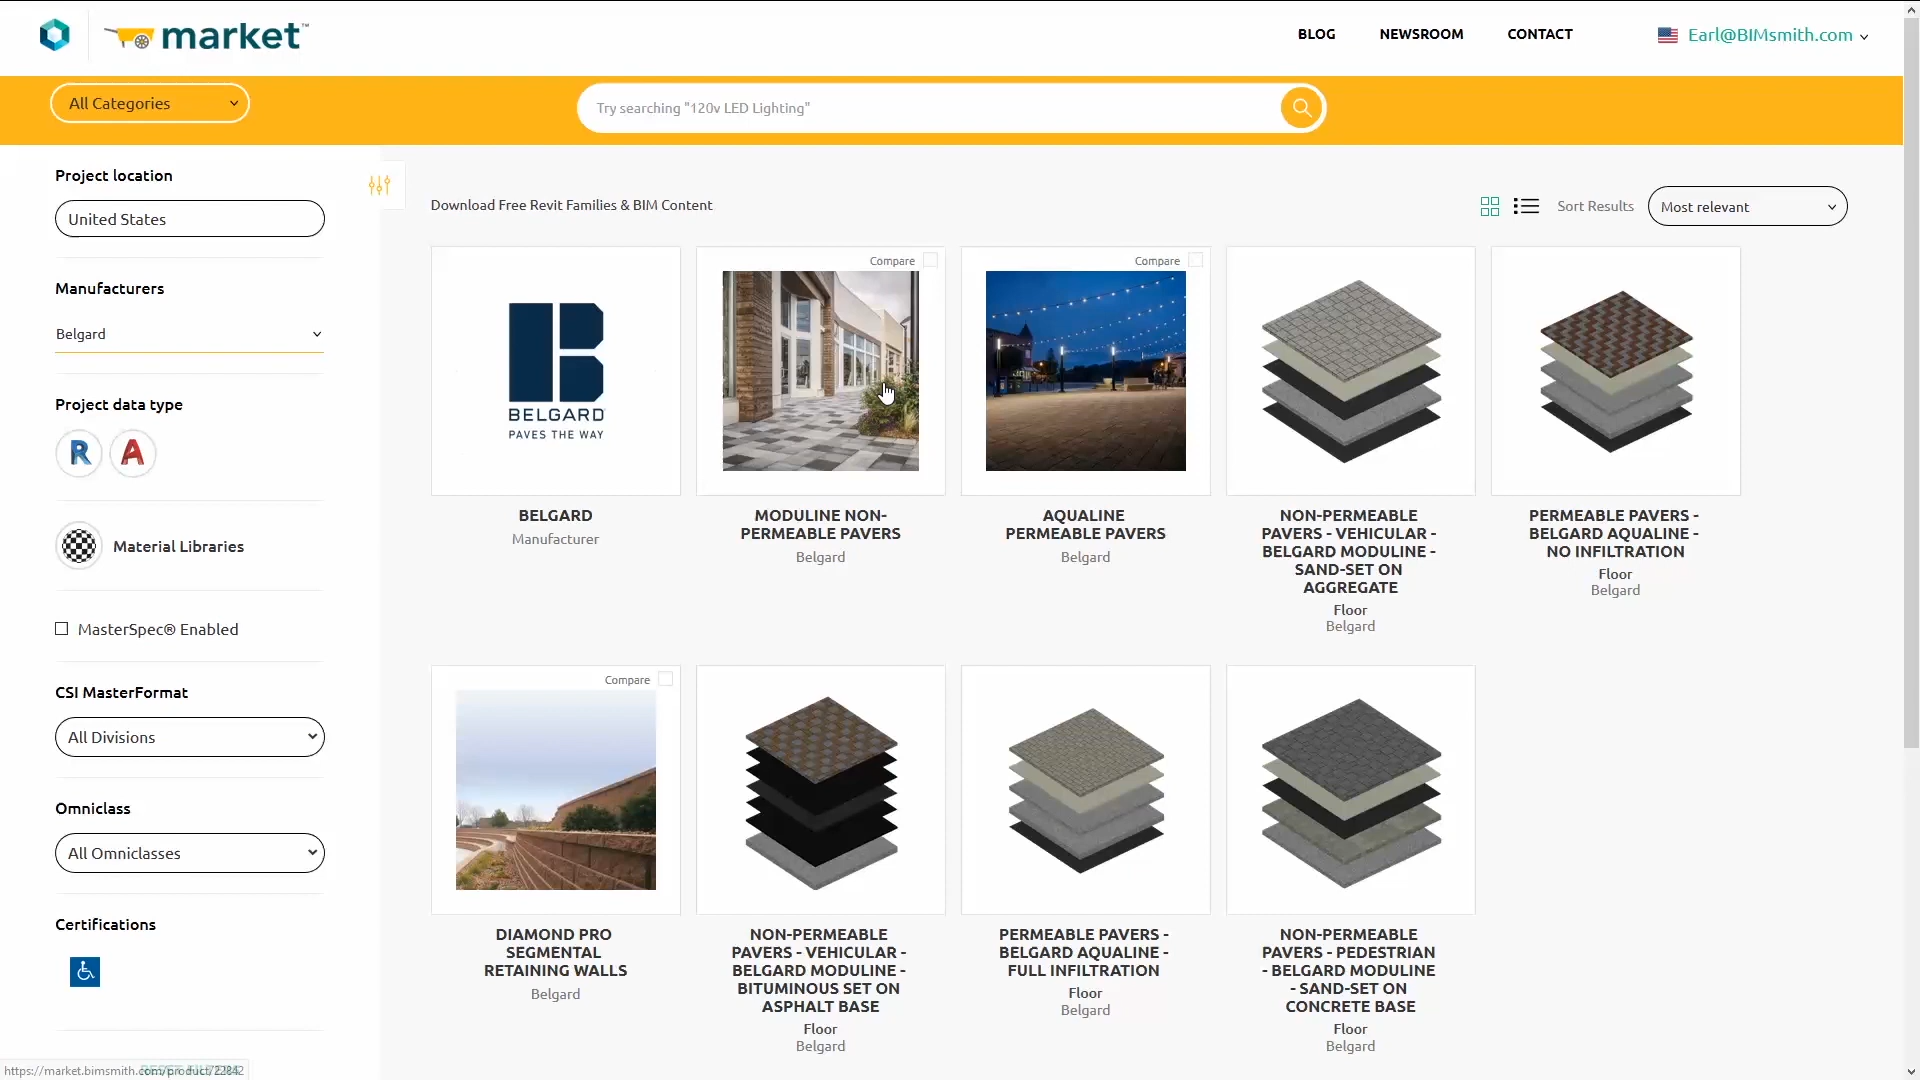 market™
BLOG
NEWSROOM
CONTACT
Earl@BIMsmith.com
All Categories
Try searching "120v LED Lighting"
Project location
United States
Manufacturers
Belgard
Project data type
R
A
Material Libraries
MasterSpec® Enabled
CSI MasterFormat
All Divisions
Omniclass
All Omniclasses
Certifications
Download Free Revit Families & BIM Content
Sort Results
Most relevant
BELGARD
PAVES THE WAY
BELGARD
Manufacturer
Compare
MODULINE NON-
PERMEABLE PAVERS
Belgard
Compare
AQUALINE
PERMEABLE PAVERS
Belgard
NON-PERMEABLE
PAVERS - VEHICULAR -
BELGARD MODULINE -
SAND-SET ON
AGGREGATE
Floor
Belgard
PERMEABLE PAVERS -
BELGARD AQUALINE -
NO INFILTRATION
Floor
Belgard
Compare
DIAMOND PRO
SEGMENTAL
RETAINING WALLS
Belgard
NON-PERMEABLE
PAVERS - VEHICULAR -
BELGARD MODULINE -
BITUMINOUS SET ON
ASPHALT BASE
Floor
Belgard
PERMEABLE PAVERS -
BELGARD AQUALINE -
FULL INFILTRATION
Floor
Belgard
NON-PERMEABLE
PAVERS - PEDESTRIAN
- BELGARD MODULINE
- SAND-SET ON
CONCRETE BASE
Floor
Belgard
https://market.bimsmith.com/product/22842